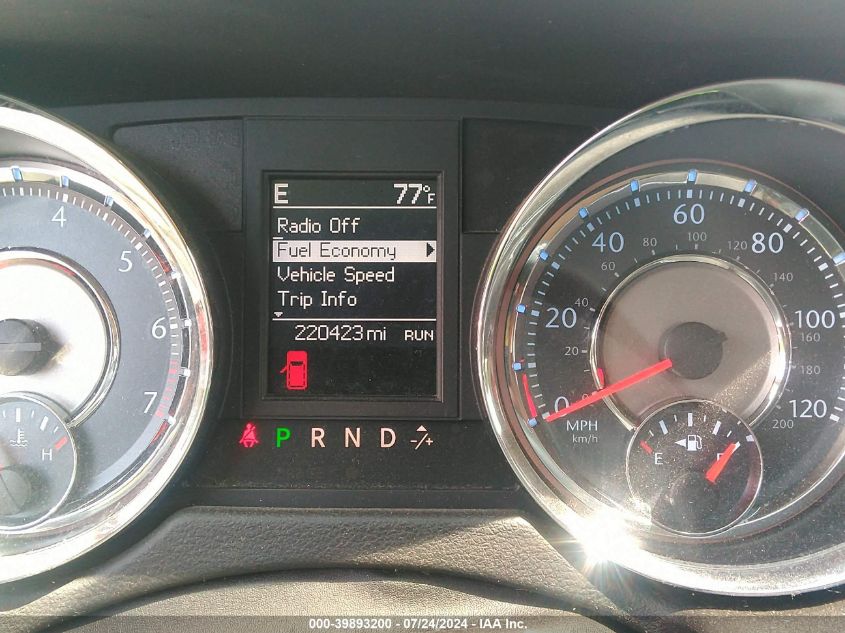 E 77°F
Radio Off
Fuel Economy
Vehicle Speed
Trip Info
220423 mi RUN
P R N D -/+
4
5
6
7
H
0 20 40 60 80 100 120
0 20 60 80 100 120 140 160 180 200
MPH
km/h
E F
000-39893200 / 07/24/2024 - IAA Inc.